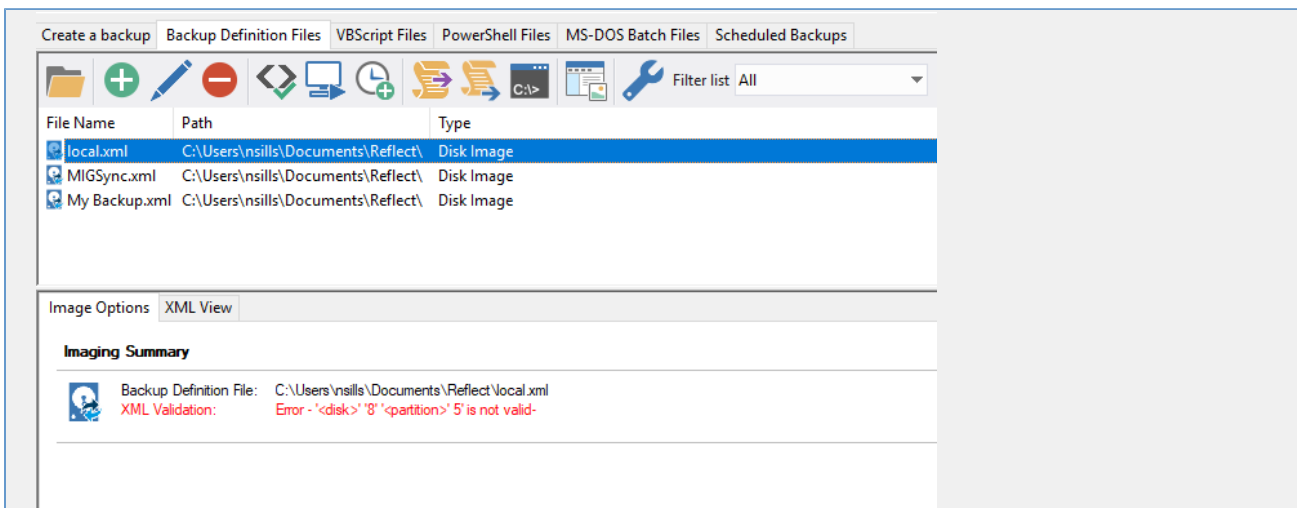 Create a backup Backup Definition Files VBScript Files PowerShell Files MS-DOS Batch Files Scheduled Backups
C:\> Filter list All
File Name Path Type
local.xml C:\Users\nsills\Documents\Reflect\ Disk Image
MIGSync.xml C:\Users\nsills\Documents\Reflect\ Disk Image
My Backup.xml C:\Users\nsills\Documents\Reflect\ Disk Image
Image Options XML View
Imaging Summary
Backup Definition File: C:\Users\nsills\Documents\Reflect\local.xml
XML Validation: Error - '<disk>' '8' '<partition>' 5' is not valid-